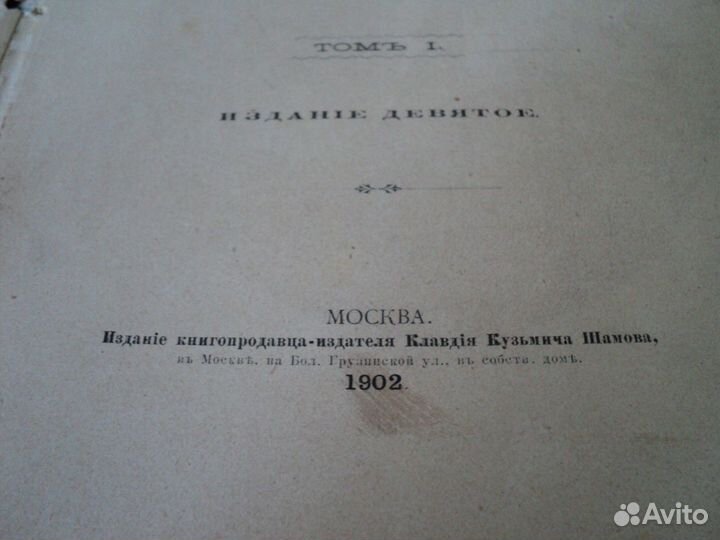 ТОМЪ I.
ИЗДАНІЕ ДЕВЯТОЕ.
МОСКВА.
Изданіе книгопродавца-издателя Клавдія Кузьмича Шамова,
въ Москвѣ, на Бол. Грузинской ул., въ собств. домѣ.
1902.
Avito